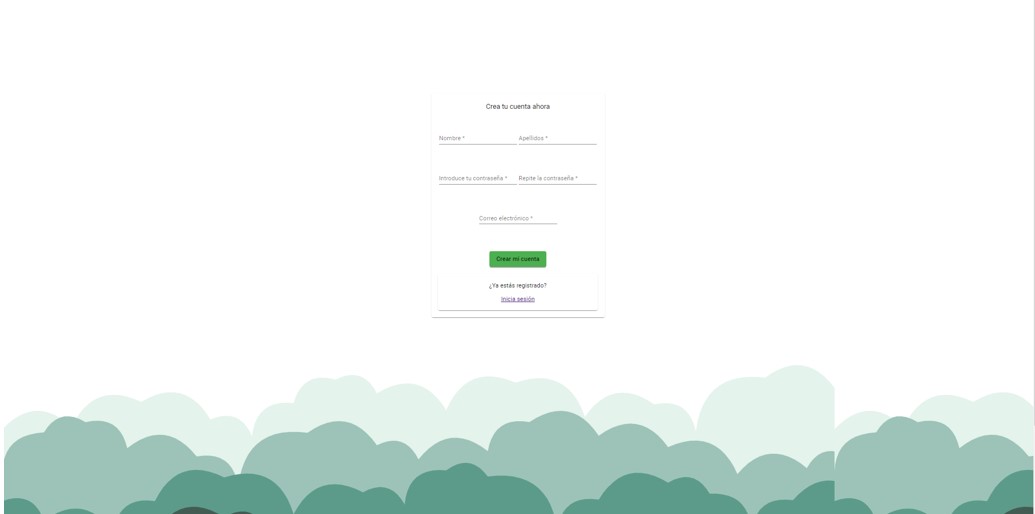 Crea tu cuenta ahora
Nombre * Apellidos *
Introduce tu contraseña * Repite la contraseña *
Correo electrónico *
Crear mi cuenta
¿Ya estás registrado?
Inicia sesión